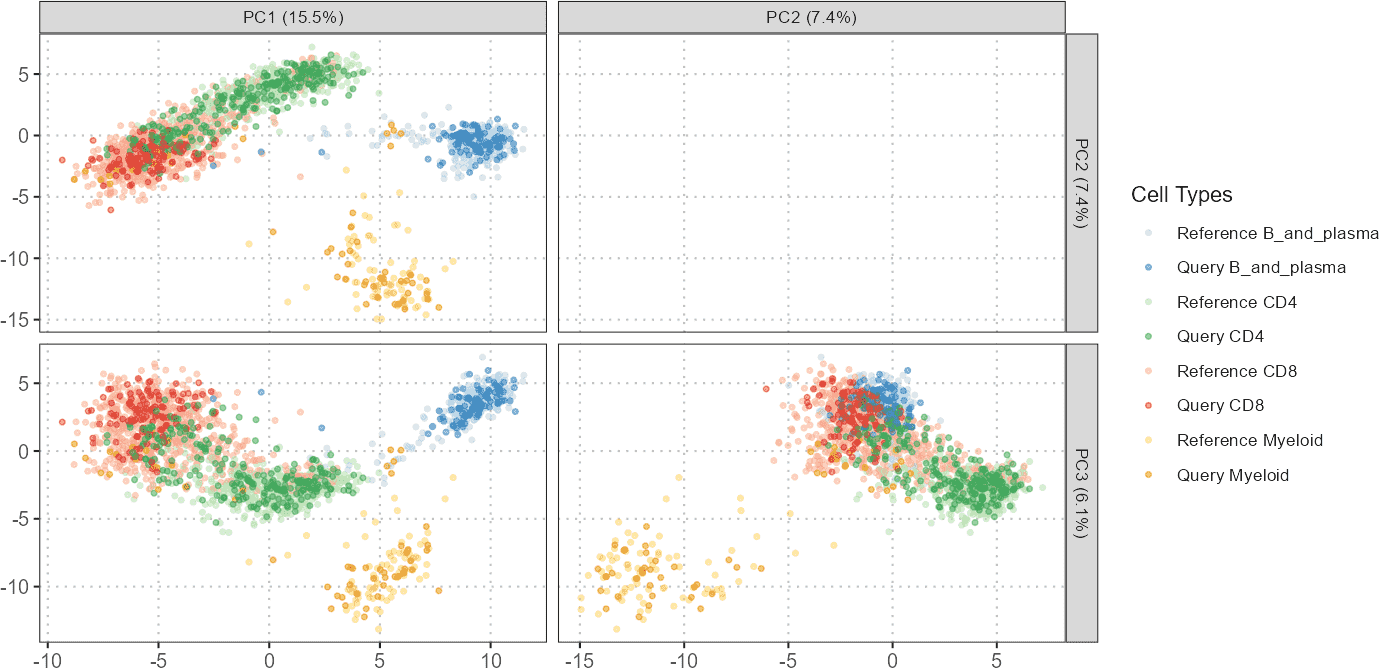 PC1 (15.5%)
PC2 (7.4%)
5
0
-5
-10
-15
PC2 (7.4%)
5
0
-5
-10
PC3 (6.1%)
-10
-5
0
5
10
-15
-10
-5
0
5
Cell Types
Reference B_and_plasma
Query B_and_plasma
Reference CD4
Query CD4
Reference CD8
Query CD8
Reference Myeloid
Query Myeloid